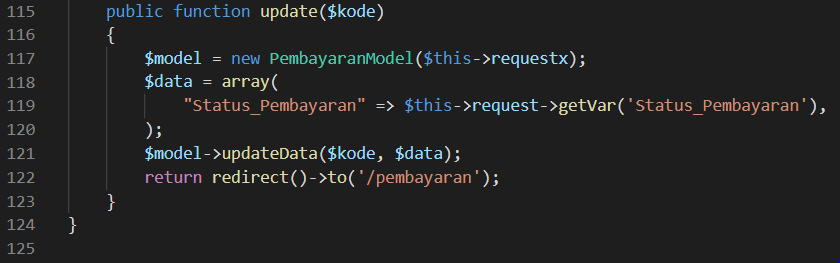 115 public function update($kode)
116 {
117 $model = new PembayaranModel($this->requestx);
118 $data = array(
119 "Status_Pembayaran" => $this->request->getVar('Status_Pembayaran'),
120 );
121 $model->updateData($kode, $data);
122 return redirect()->to('/pembayaran');
123 }
124 }
125